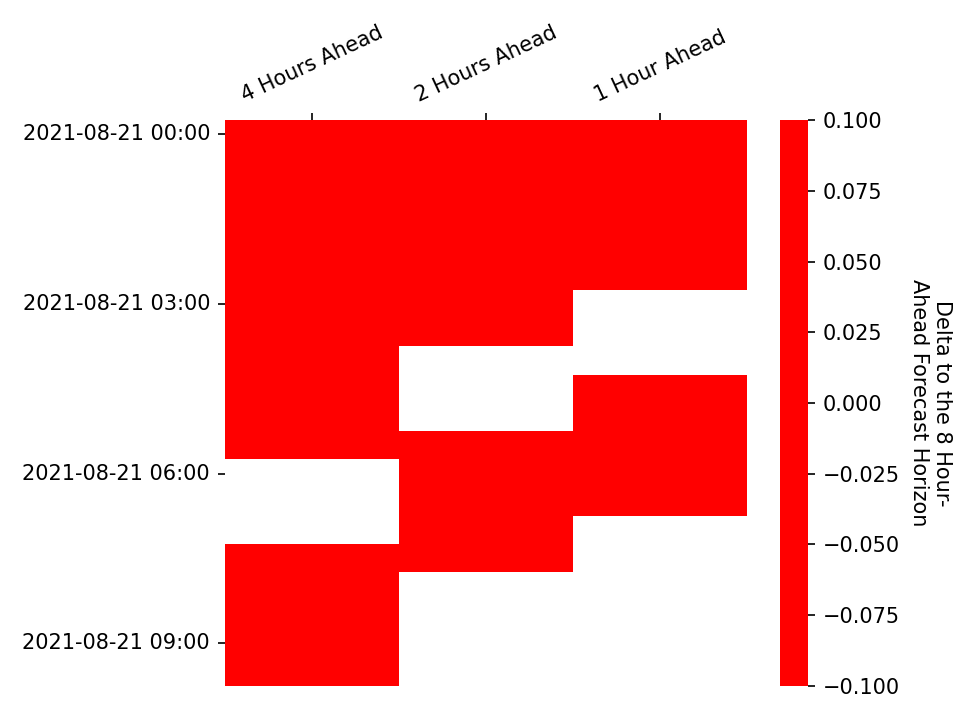 4 Hours Ahead
2 Hours Ahead
1 Hour Ahead
2021-08-21 00:00
2021-08-21 03:00
2021-08-21 06:00
2021-08-21 09:00
0.100
0.075
0.050
0.025
0.000
−0.025
−0.050
−0.075
−0.100
Delta to the 8 Hour-
Ahead Forecast Horizon